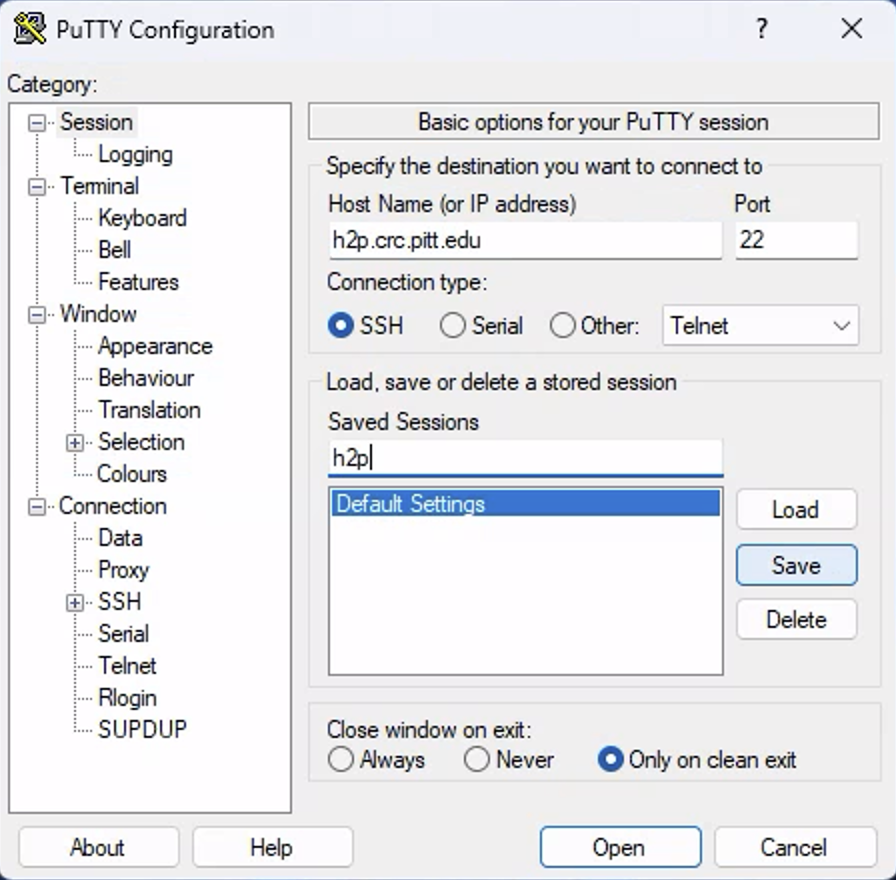 PuTTY Configuration
?
Category:
Session
Logging
Terminal
Keyboard
Bell
Features
Window
Appearance
Behaviour
Translation
Selection
Colours
Connection
Data
Proxy
SSH
Serial
Telnet
Rlogin
SUPDUP
Basic options for your PuTTY session
Specify the destination you want to connect to
Host Name (or IP address) Port
h2p.crc.pitt.edu 22
Connection type:
SSH Serial Other: Telnet
Load, save or delete a stored session
Saved Sessions
h2p
Default Settings
Load
Save
Delete
Close window on exit:
Always Never Only on clean exit
About Help Open Cancel